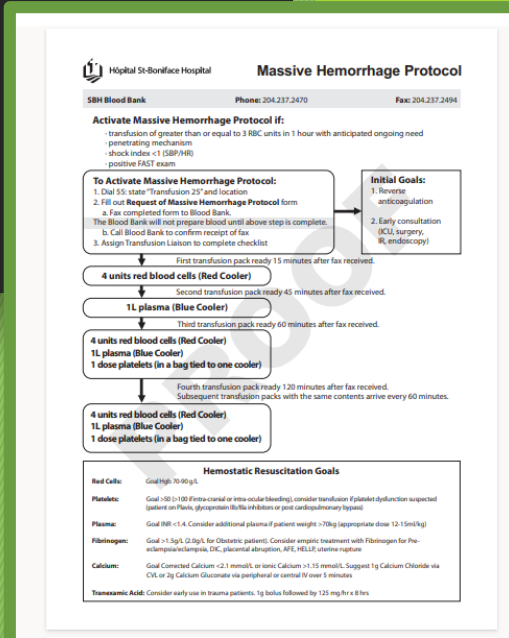 Hôpital St-Boniface Hospital
Massive Hemorrhage Protocol
SBH Blood Bank Phone: 204.237.2470 Fax: 204.237.2494
Activate Massive Hemorrhage Protocol if:
- transfusion of greater than or equal to 3 RBC units in 1 hour with anticipated ongoing need
- penetrating mechanism
- shock index <1 (SBP/HR)
- positive FAST exam
To Activate Massive Hemorrhage Protocol:
1. Dial 55: state "Transfusion 25" and location
2. Fill out Request of Massive Hemorrhage Protocol form
a. Fax completed form to Blood Bank.
The Blood Bank will not prepare blood until above step is complete.
b. Call Blood Bank to confirm receipt of fax
3. Assign Transfusion Liaison to complete checklist
Initial Goals:
1. Reverse
anticoagulation
2. Early consultation
(ICU, surgery,
IR, endoscopy)
First transfusion pack ready 15 minutes after fax received.
4 units red blood cells (Red Cooler)
Second transfusion pack ready 45 minutes after fax received.
1L plasma (Blue Cooler)
Third transfusion pack ready 60 minutes after fax received.
4 units red blood cells (Red Cooler)
1L plasma (Blue Cooler)
1 dose platelets (in a bag tied to one cooler)
Fourth transfusion pack ready 120 minutes after fax received.
Subsequent transfusion packs with the same contents arrive every 60 minutes.
4 units red blood cells (Red Cooler)
1L plasma (Blue Cooler)
1 dose platelets (in a bag tied to one cooler)
PROOF
Hemostatic Resuscitation Goals
Red Cells: Goal Hgb 70-90 g/L
Platelets: Goal >50 (>100 if intra-cranial or intra-ocular bleeding), consider transfusion if platelet dysfunction suspected
(patient on Plavix, glycoprotein IIb/IIIa inhibitors or post cardiopulmonary bypass)
Plasma: Goal INR <1.4. Consider additional plasma if patient weight >70kg (appropriate dose 12-15ml/kg)
Fibrinogen: Goal >1.5g/L (2.0g/L for Obstetric patient). Consider empiric treatment with Fibrinogen for Pre-
eclampsia/eclampsia, DIC, placental abruption, AFE, HELLP, uterine rupture
Calcium: Goal Corrected Calcium <2.1 mmol/L or ionic Calcium >1.15 mmol/L. Suggest 1g Calcium Chloride via
CVL or 2g Calcium Gluconate via peripheral or central IV over 5 minutes
Tranexamic Acid: Consider early use in trauma patients. 1g bolus followed by 125 mg/hr x 8 hrs